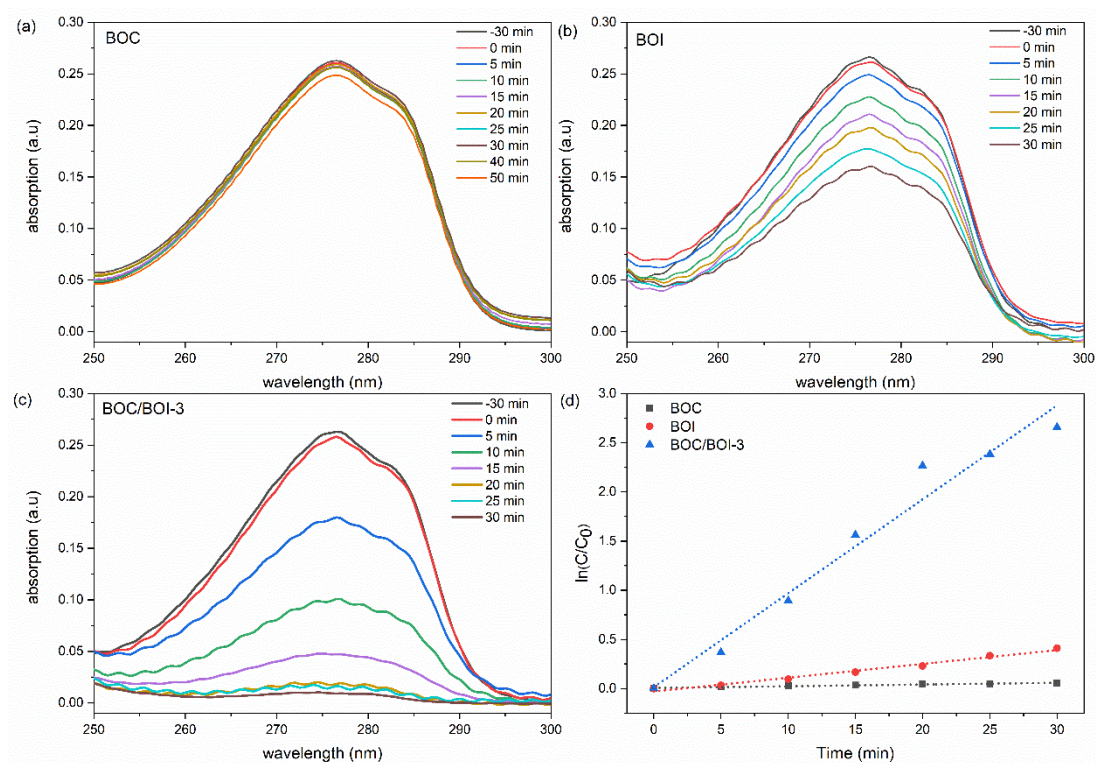 (a)
BOC
-30 min
0 min
5 min
10 min
15 min
20 min
25 min
30 min
40 min
50 min
0.30
0.25
0.20
0.15
0.10
0.05
0.00
absorption (a.u)
250 260 270 280 290 300
wavelength (nm)
(b)
BOI
-30 min
0 min
5 min
10 min
15 min
20 min
25 min
30 min
0.30
0.25
0.20
0.15
0.10
0.05
0.00
absorption (a.u)
250 260 270 280 290 300
wavelength (nm)
(c)
BOC/BOI-3
-30 min
0 min
5 min
10 min
15 min
20 min
25 min
30 min
0.30
0.25
0.20
0.15
0.10
0.05
0.00
absorption (a.u)
250 260 270 280 290 300
wavelength (nm)
(d)
BOC
BOI
BOC/BOI-3
3.0
2.5
2.0
1.5
1.0
0.5
0.0
ln(C/C0)
0 5 10 15 20 25 30
Time (min)